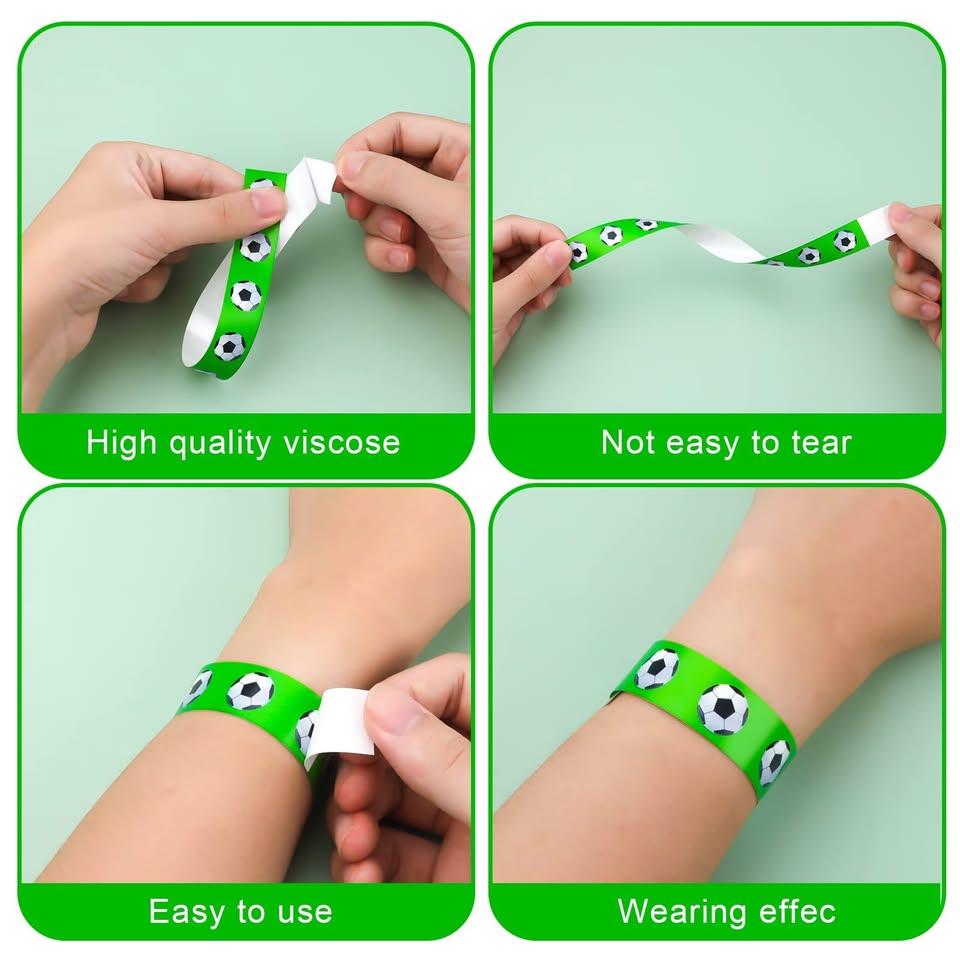 High quality viscose
Not easy to tear
Easy to use
Wearing effec